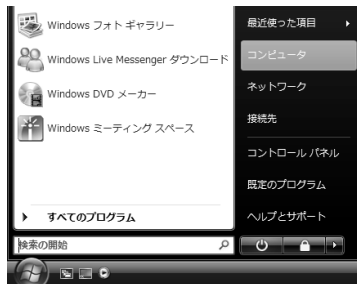 Windows フォト ギャラリー
Windows Live Messenger ダウンロード
Windows DVD メーカー
Windows ミーティング スペース
すべてのプログラム
検索の開始
最近使った項目
コンピュータ
ネットワーク
接続先
コントロール パネル
既定のプログラム
ヘルプとサポート